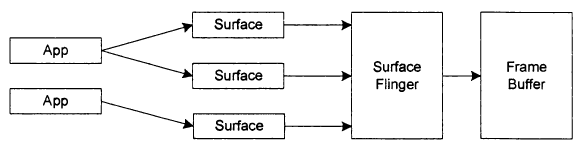 App
App
Surface
Surface
Surface
Surface
Flinger
Frame
Buffer